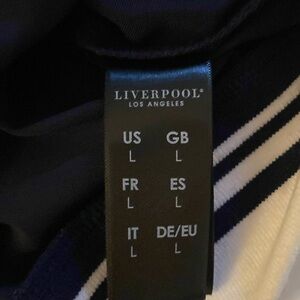 LIVERPOOL
LOS ANGELES
US GB
L L
FR ES
L L
IT DE/EU
L L